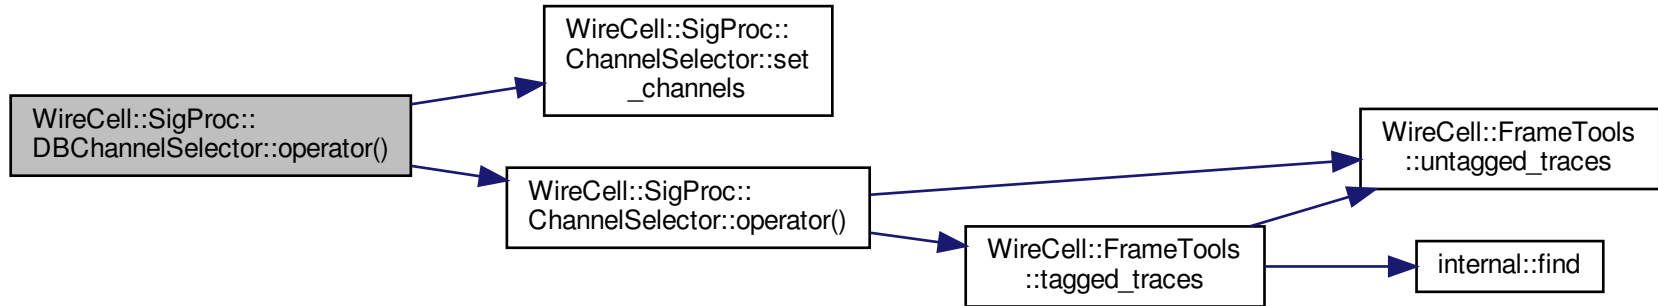 WireCell::SigProc::
DBChannelSelector::operator()
WireCell::SigProc::
ChannelSelector::set
_channels
WireCell::SigProc::
ChannelSelector::operator()
WireCell::FrameTools
::untagged_traces
WireCell::FrameTools
::tagged_traces
internal::find